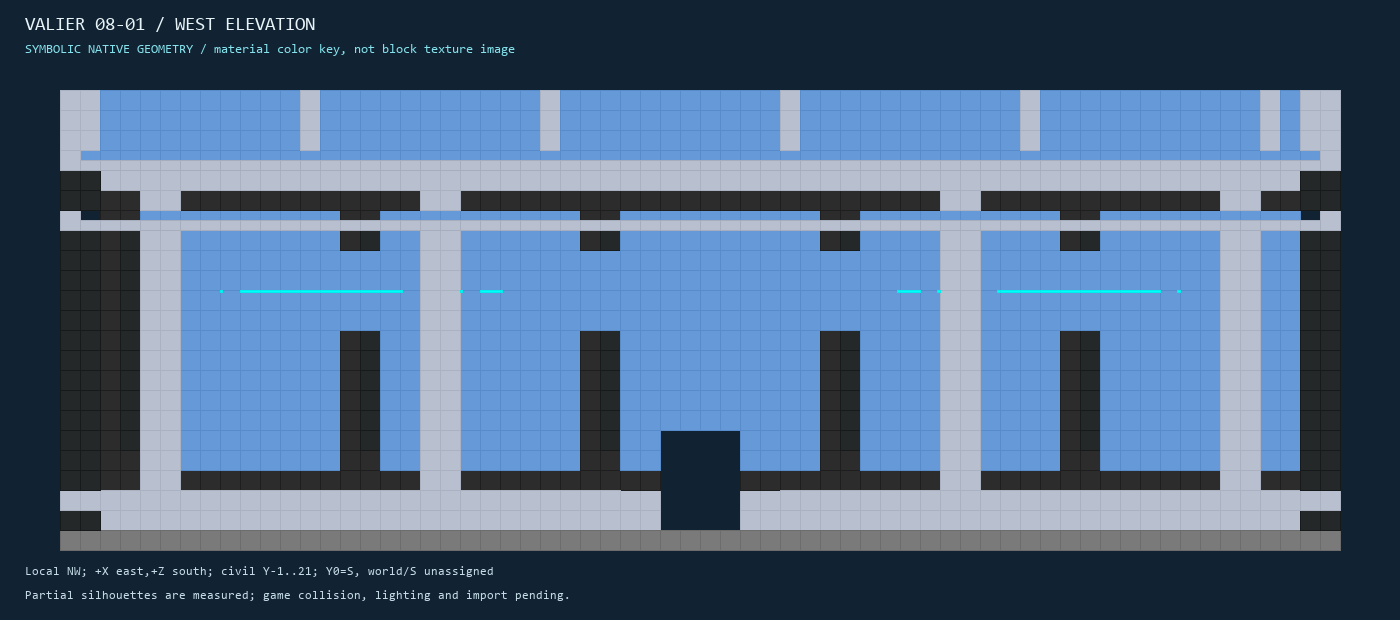 VALIER 08-01 / WEST ELEVATION
SYMBOLIC NATIVE GEOMETRY / material color key, not block texture image
Local NW; +X east,+Z south; civil Y-1..21; Y0=S, world/S unassigned
Partial silhouettes are measured; game collision, lighting and import pending.